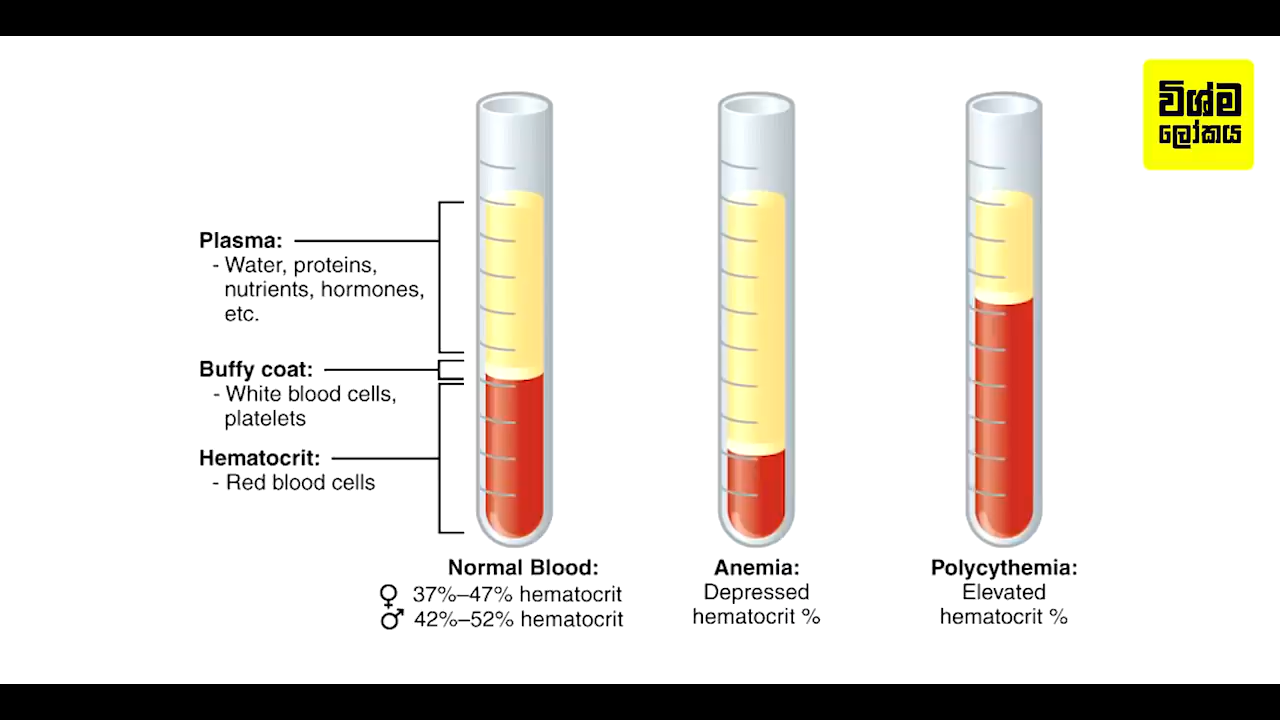 විශ්ම
ලෝකය
Plasma:
- Water, proteins,
nutrients, hormones,
etc.
Buffy coat:
- White blood cells,
platelets
Hematocrit:
- Red blood cells
Normal Blood:
♀ 37%–47% hematocrit
♂ 42%–52% hematocrit
Anemia:
Depressed
hematocrit %
Polycythemia:
Elevated
hematocrit %